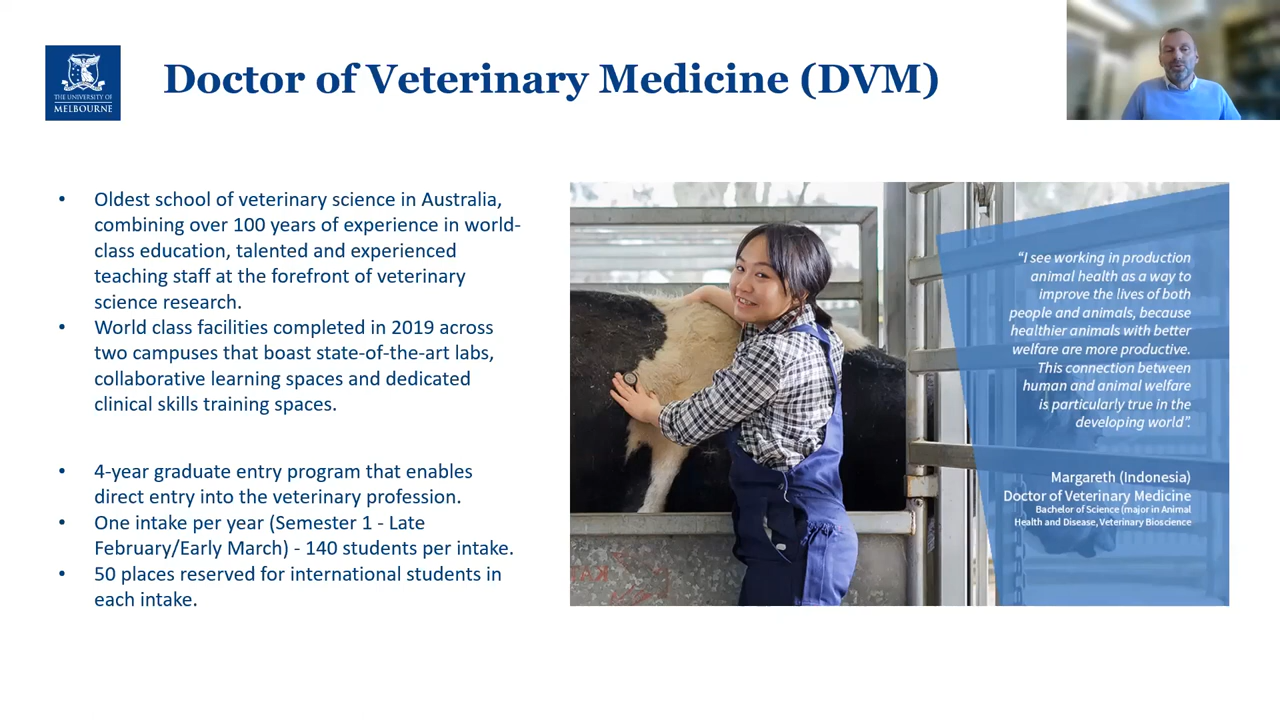 THE UNIVERSITY OF
MELBOURNE
Doctor of Veterinary Medicine (DVM)
• Oldest school of veterinary science in Australia,
combining over 100 years of experience in world-
class education, talented and experienced
teaching staff at the forefront of veterinary
science research.
• World class facilities completed in 2019 across
two campuses that boast state-of-the-art labs,
collaborative learning spaces and dedicated
clinical skills training spaces.
• 4-year graduate entry program that enables
direct entry into the veterinary profession.
• One intake per year (Semester 1 - Late
February/Early March) - 140 students per intake.
• 50 places reserved for international students in
each intake.
“I see working in production
animal health as a way to
improve the lives of both
people and animals, because
healthier animals with better
welfare are more productive.
This connection between
human and animal welfare
is particularly true in the
developing world”.
Margareth (Indonesia)
Doctor of Veterinary Medicine
Bachelor of Science (major in Animal
Health and Disease, Veterinary Bioscience